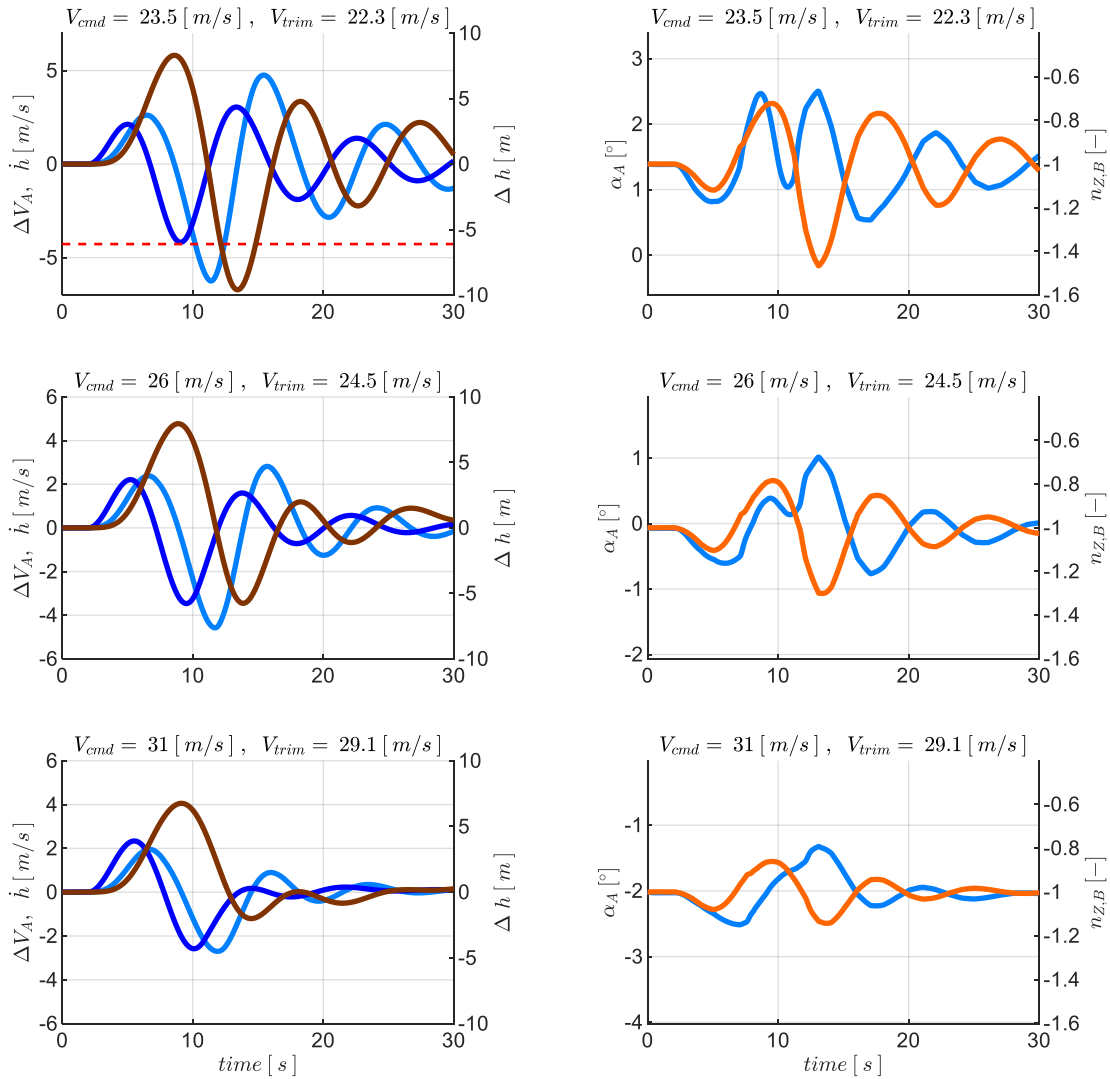 V_cmd = 23.5 [m/s] , V_trim = 22.3 [m/s]
5
0
-5
ΔV_A, ḣ [m/s]
10
5
0
-5
-10
Δ h [m]
0 10 20 30
V_cmd = 23.5 [m/s] , V_trim = 22.3 [m/s]
3
2
1
0
α_A [°]
-0.6
-0.8
-1
-1.2
-1.4
-1.6
n_Z,B [−]
0 10 20 30
V_cmd = 26 [m/s] , V_trim = 24.5 [m/s]
6
4
2
0
-2
-4
-6
ΔV_A, ḣ [m/s]
10
5
0
-5
-10
Δ h [m]
0 10 20 30
V_cmd = 26 [m/s] , V_trim = 24.5 [m/s]
1
0
-1
-2
α_A [°]
-0.6
-0.8
-1
-1.2
-1.4
-1.6
n_Z,B [−]
0 10 20 30
V_cmd = 31 [m/s] , V_trim = 29.1 [m/s]
6
4
2
0
-2
-4
-6
ΔV_A, ḣ [m/s]
10
5
0
-5
-10
Δ h [m]
0 10 20 30
time [s]
V_cmd = 31 [m/s] , V_trim = 29.1 [m/s]
-1
-2
-3
-4
α_A [°]
-0.6
-0.8
-1
-1.2
-1.4
-1.6
n_Z,B [−]
0 10 20 30
time [s]